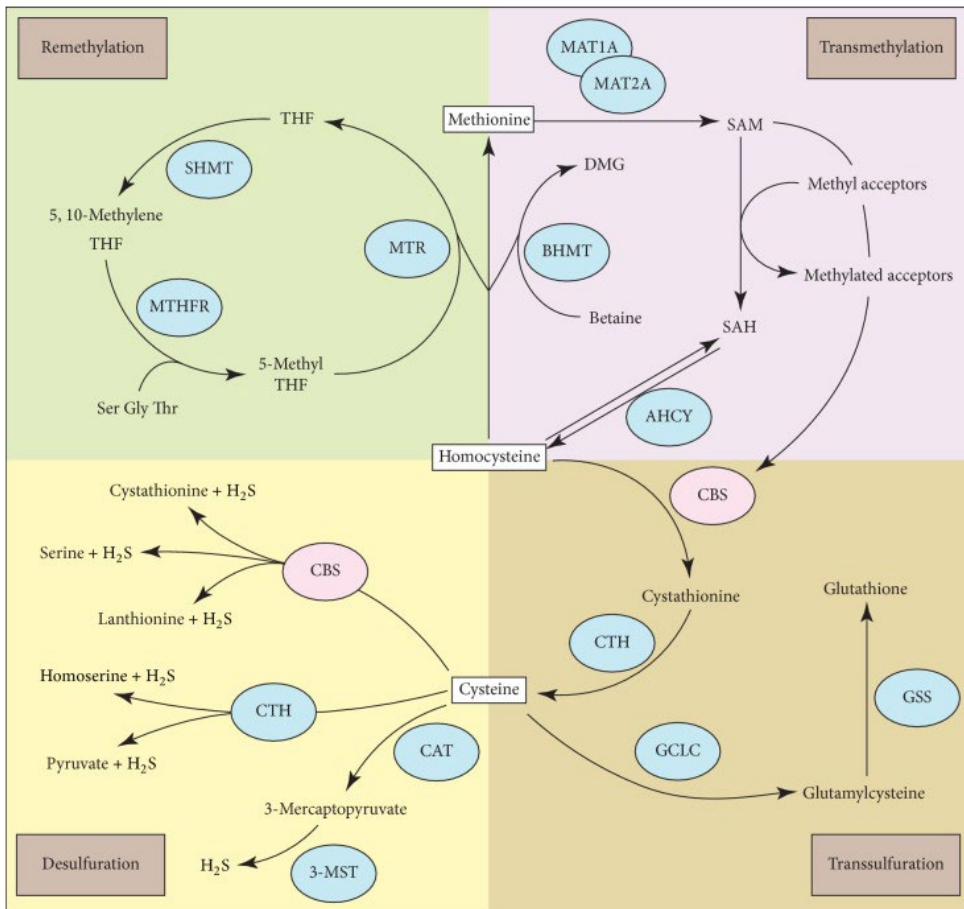 Remethylation
THF
SHMT
5, 10-Methylene
THF
MTHFR
Ser Gly Thr
5-Methyl
THF
MTR
Transmethylation
MAT1A
MAT2A
Methionine
SAM
DMG
BHMT
Betaine
Methyl acceptors
Methylated acceptors
SAH
AHCY
Homocysteine
Cystathionine + H₂S
Serine + H₂S
CBS
Lanthionine + H₂S
Homoserine + H₂S
CTH
Pyruvate + H₂S
Cysteine
CAT
3-Mercaptopyruvate
H₂S
3-MST
Desulfuration
CBS
Cystathionine
CTH
Glutathione
GSS
GCLC
Glutamylcysteine
Transsulfuration